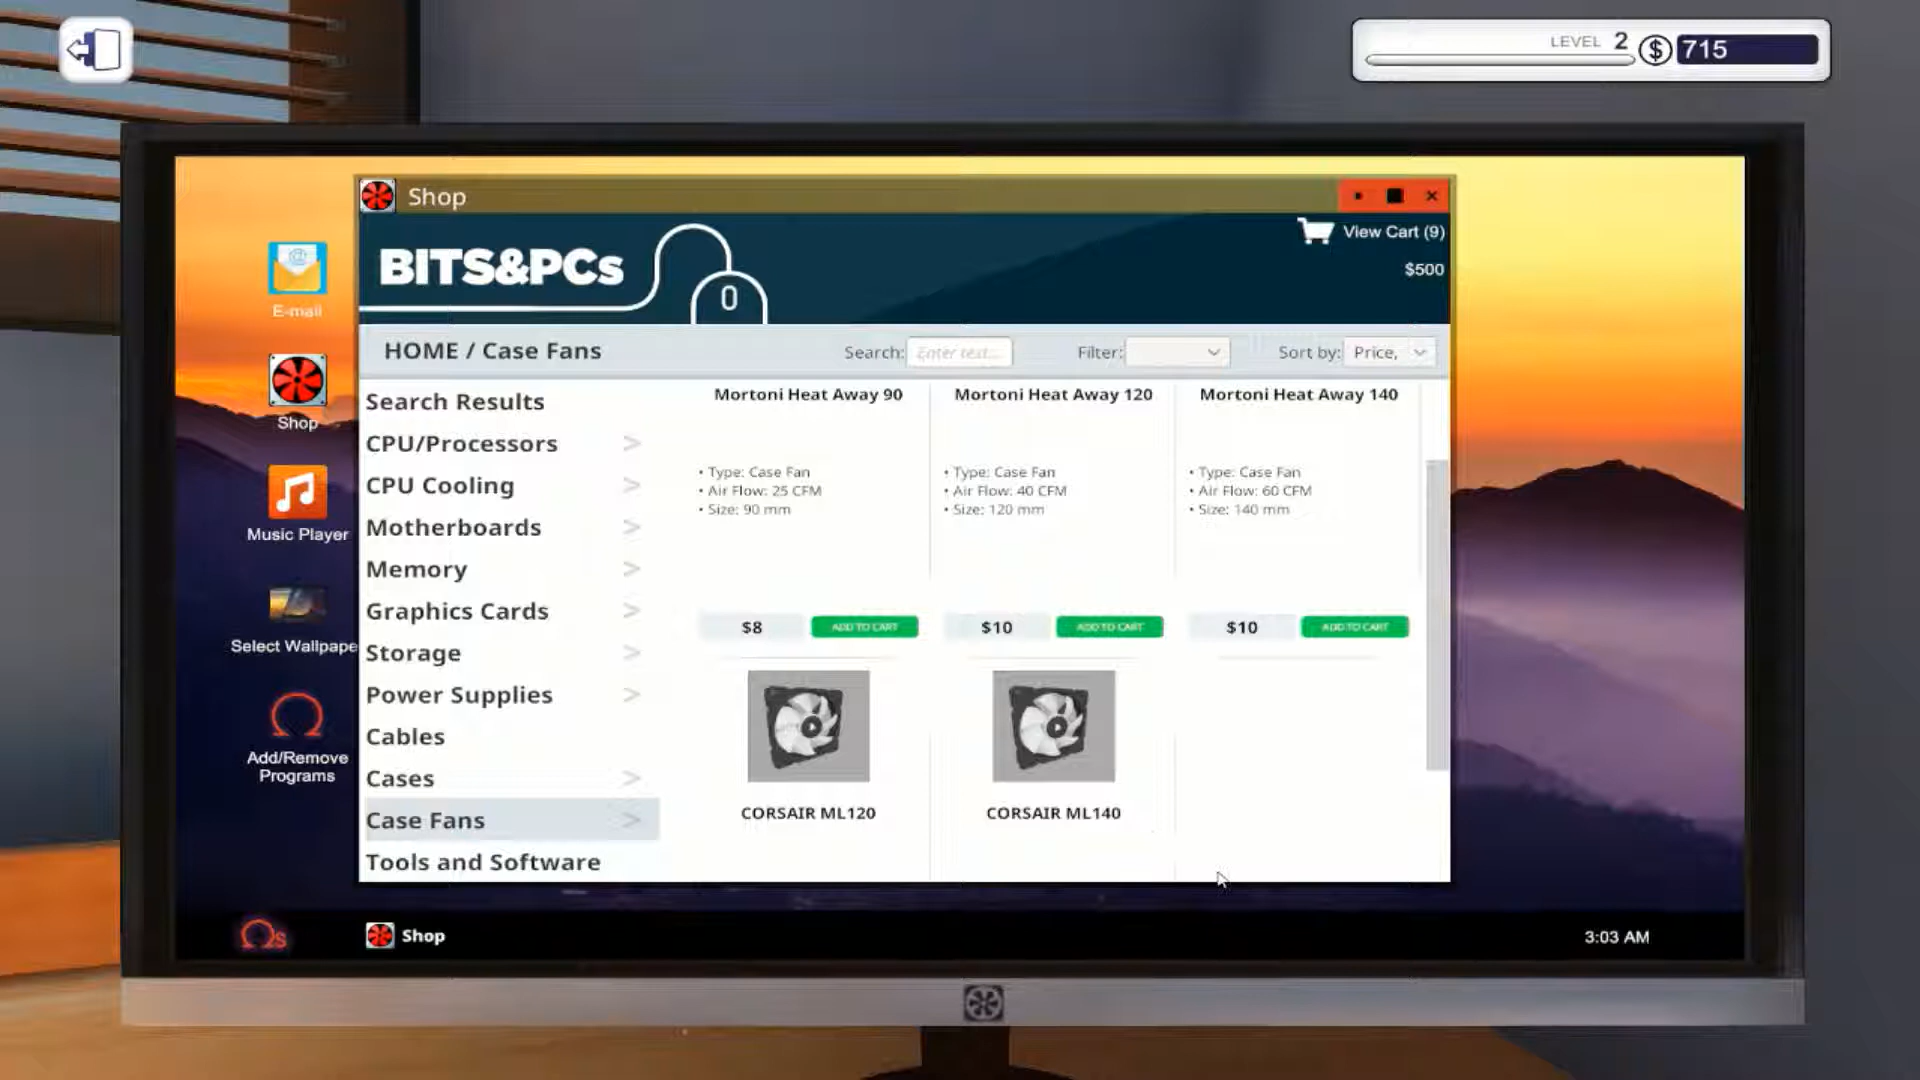 LEVEL 2 $ 715
Shop
BITS&PCs
View Cart (9)
$500
HOME / Case Fans
Search: Enter text...
Filter:
Sort by: Price,
E-mail
Shop
Music Player
Select Wallpape
Add/Remove
Programs
Search Results
CPU/Processors >
CPU Cooling >
Motherboards >
Memory >
Graphics Cards >
Storage >
Power Supplies >
Cables
Cases >
Case Fans >
Tools and Software
Mortoni Heat Away 90
• Type: Case Fan
• Air Flow: 25 CFM
• Size: 90 mm
$8 ADD TO CART
Mortoni Heat Away 120
• Type: Case Fan
• Air Flow: 40 CFM
• Size: 120 mm
$10 ADD TO CART
Mortoni Heat Away 140
• Type: Case Fan
• Air Flow: 60 CFM
• Size: 140 mm
$10 ADD TO CART
CORSAIR ML120
CORSAIR ML140
Ωs
Shop
3:03 AM